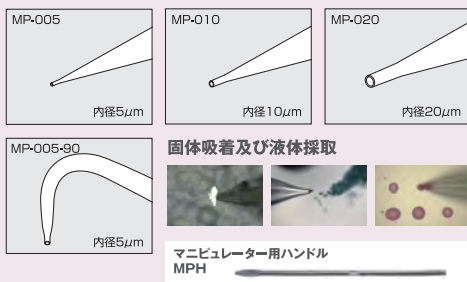 MP-005
内径5μm
MP-010
内径10μm
MP-020
内径20μm
MP-005-90
内径5μm
固体吸着及び液体採取
マニピュレーター用ハンドル
MPH